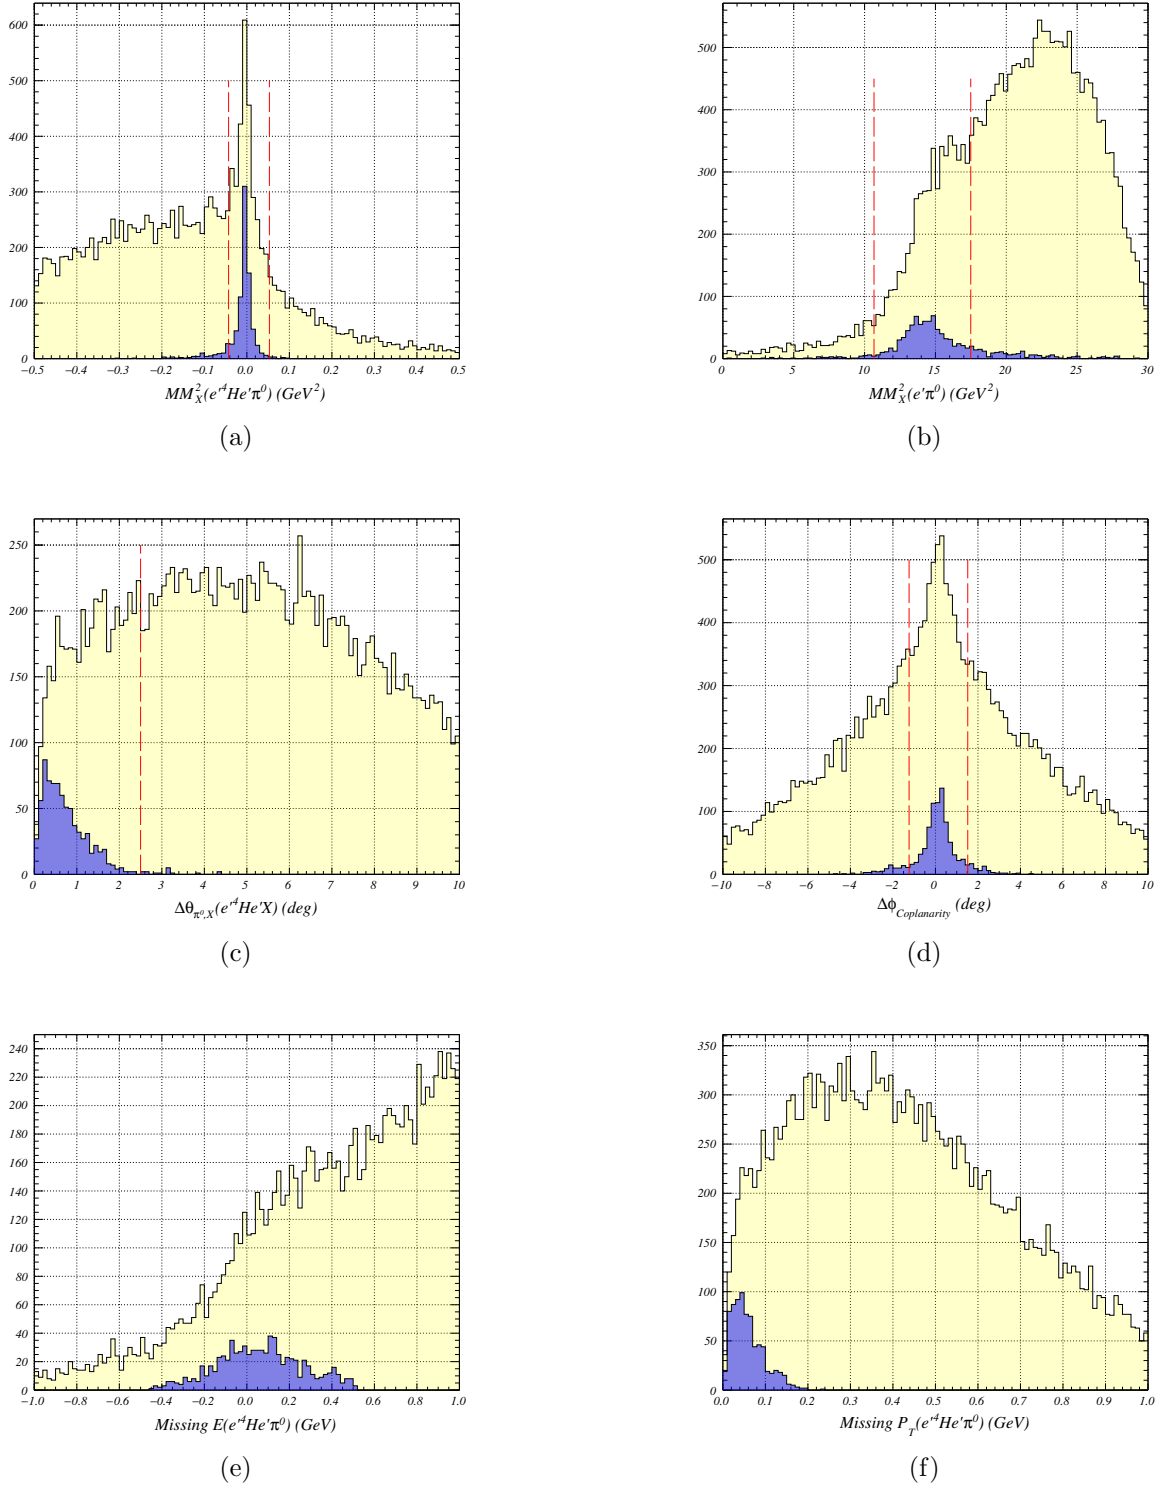 600
500
400
300
200
100
0
−0.5 −0.4 −0.3 −0.2 −0.1 0.0 0.1 0.2 0.3 0.4 0.5
MM²_X(e'⁴He'π⁰) (GeV²)
(a)
500
400
300
200
100
0
0 5 10 15 20 25 30
MM²_X(e'π⁰) (GeV²)
(b)
250
200
150
100
50
0
0 1 2 3 4 5 6 7 8 9 10
Δθ_π⁰,X(e'⁴He'X) (deg)
(c)
500
400
300
200
100
0
−10 −8 −6 −4 −2 0 2 4 6 8 10
Δϕ_Coplanarity (deg)
(d)
240
220
200
180
160
140
120
100
80
60
40
20
0
−1.0 −0.8 −0.6 −0.4 −0.2 0.0 0.2 0.4 0.6 0.8 1.0
Missing E(e'⁴He'π⁰) (GeV)
(e)
350
300
250
200
150
100
50
0
0.0 0.1 0.2 0.3 0.4 0.5 0.6 0.7 0.8 0.9 1.0
Missing P_T(e'⁴He'π⁰) (GeV)
(f)